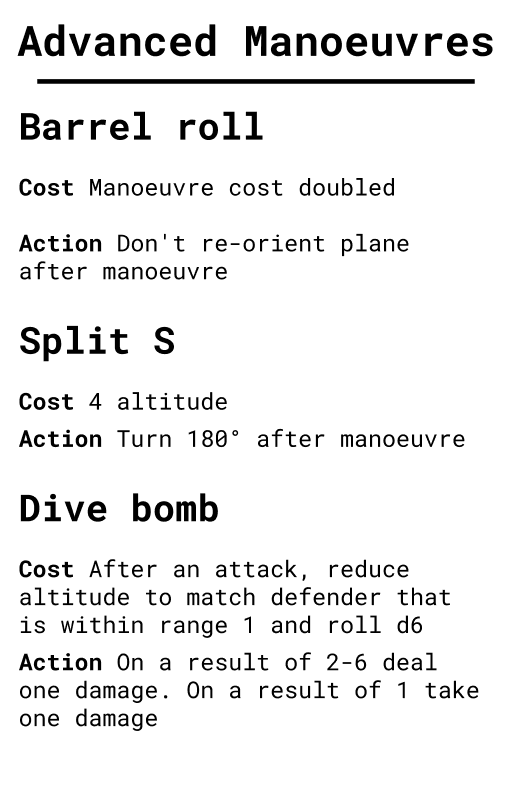 Advanced Manoeuvres
Barrel roll
Cost Manoeuvre cost doubled
Action Don't re-orient plane
after manoeuvre
Split S
Cost 4 altitude
Action Turn 180° after manoeuvre
Dive bomb
Cost After an attack, reduce
altitude to match defender that
is within range 1 and roll d6
Action On a result of 2-6 deal
one damage. On a result of 1 take
one damage